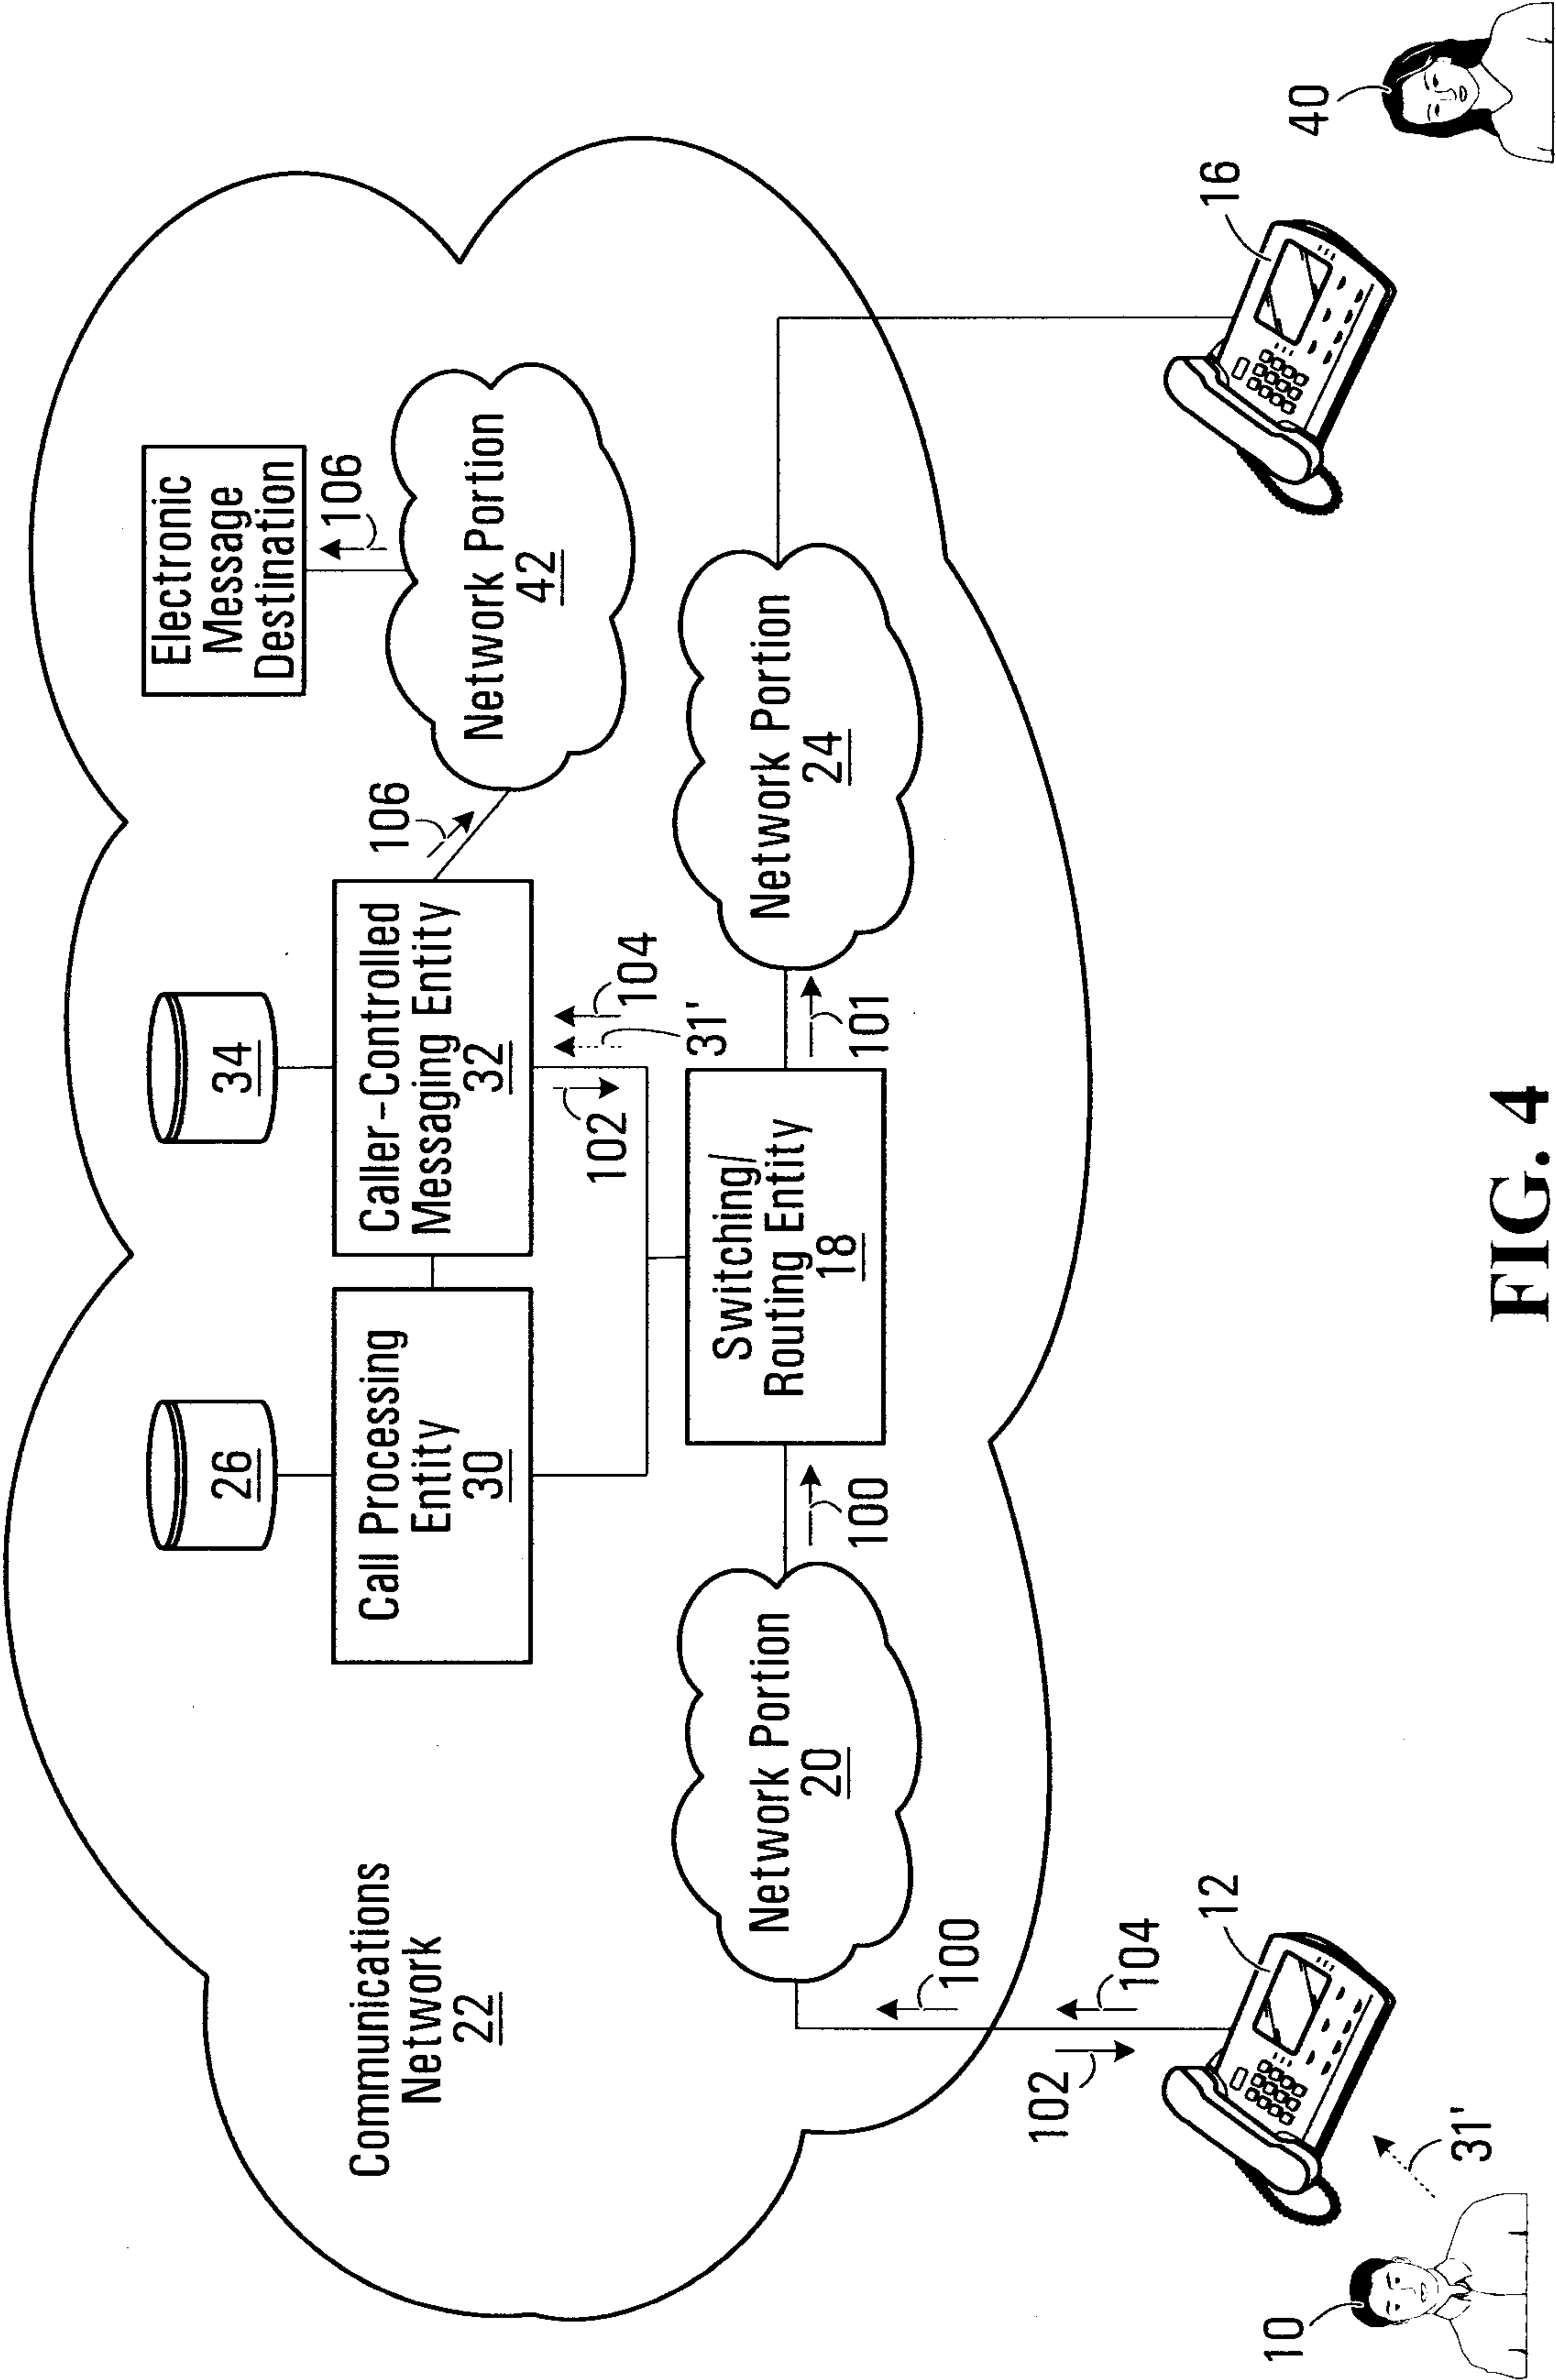 Communications
Network
22
26
34
Electronic
Message
Destination
106
Call Processing
Entity
30
Caller-Controlled
Messaging Entity
32
106
Network Portion
42
102
104
31'
Network Portion
20
100
Switching/
Routing Entity
18
101
Network Portion
24
100
102
104
12
16
10
31'
40
FIG. 4